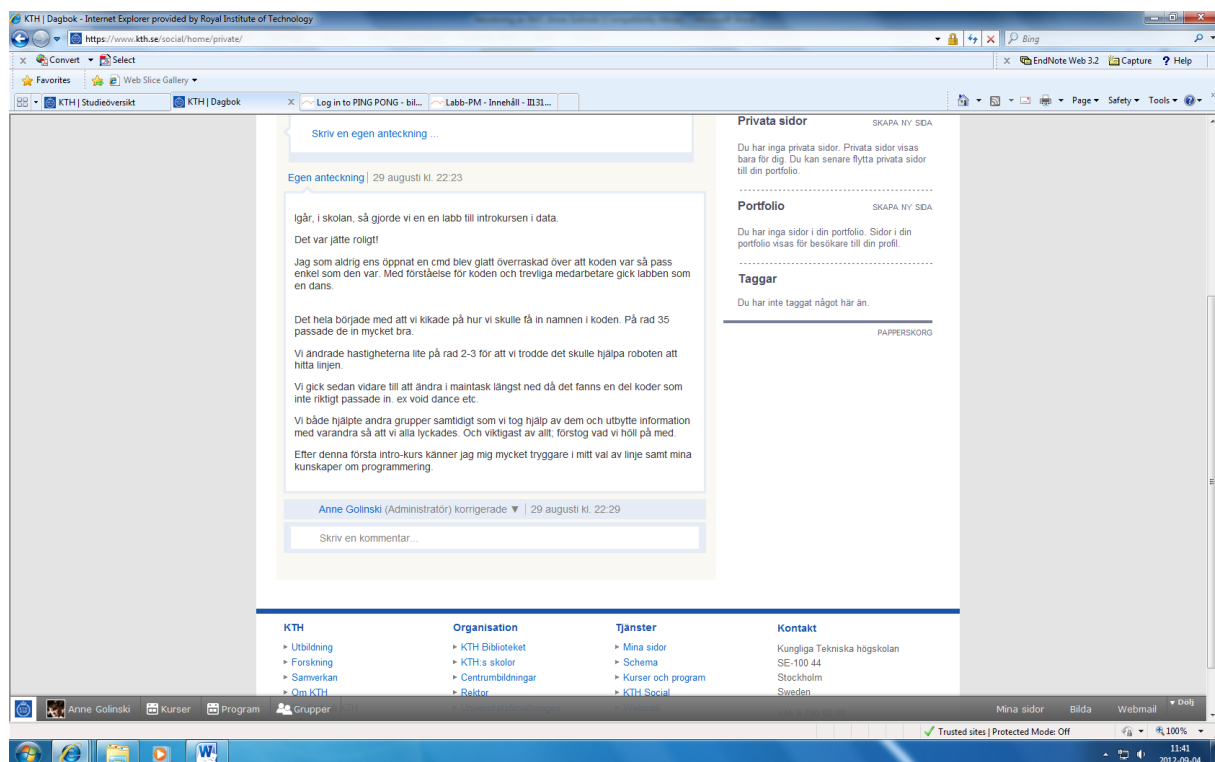 KTH | Dagbok - Internet Explorer provided by Royal Institute of Technology
https://www.kth.se/social/home/private/
Bing
x Convert Select
x EndNote Web 3.2 Capture ? Help
Favorites Web Slice Gallery
KTH | Studieöversikt KTH | Dagbok x Log in to PING PONG - bil... Labb-PM - Innehåll - II131...
Page Safety Tools
Skriv en egen anteckning ...
Egen anteckning | 29 augusti kl. 22:23
Igår, i skolan, så gjorde vi en en labb till introkursen i data.
Det var jätte roligt!
Jag som aldrig ens öppnat en cmd blev glatt överraskad över att koden var så pass
enkel som den var. Med förståelse för koden och trevliga medarbetare gick labben som
en dans.
Det hela började med att vi kikade på hur vi skulle få in namnen i koden. På rad 35
passade de in mycket bra.
Vi ändrade hastigheterna lite på rad 2-3 för att vi trodde det skulle hjälpa roboten att
hitta linjen.
Vi gick sedan vidare till att ändra i maintask längst ned då det fanns en del koder som
inte riktigt passade in. ex void dance etc.
Vi både hjälpte andra grupper samtidigt som vi tog hjälp av dem och utbytte information
med varandra så att vi alla lyckades. Och viktigast av allt; förstog vad vi höll på med.
Efter denna första intro-kurs känner jag mig mycket tryggare i mitt val av linje samt mina
kunskaper om programmering.
Anne Golinski (Administratör) korrigerade ▼ | 29 augusti kl. 22:29
Skriv en kommentar...
Privata sidor SKAPA NY SIDA
Du har inga privata sidor. Privata sidor visas
bara för dig. Du kan senare flytta privata sidor
till din portfolio.
Portfolio SKAPA NY SIDA
Du har inga sidor i din portfolio. Sidor i din
portfolio visas för besökare till din profil.
Taggar
Du har inte taggat något här än.
PAPPERSKORG
KTH
Utbildning
Forskning
Samverkan
Om KTH
Organisation
KTH Biblioteket
KTH:s skolor
Centrumbildningar
Rektor
Tjänster
Mina sidor
Schema
Kurser och program
KTH Social
Kontakt
Kungliga Tekniska högskolan
SE-100 44
Stockholm
Sweden
Anne Golinski Kurser Program Grupper Mina sidor Bilda Webmail ▼ Dölj
Trusted sites | Protected Mode: Off 100%
11:41
2012-09-04